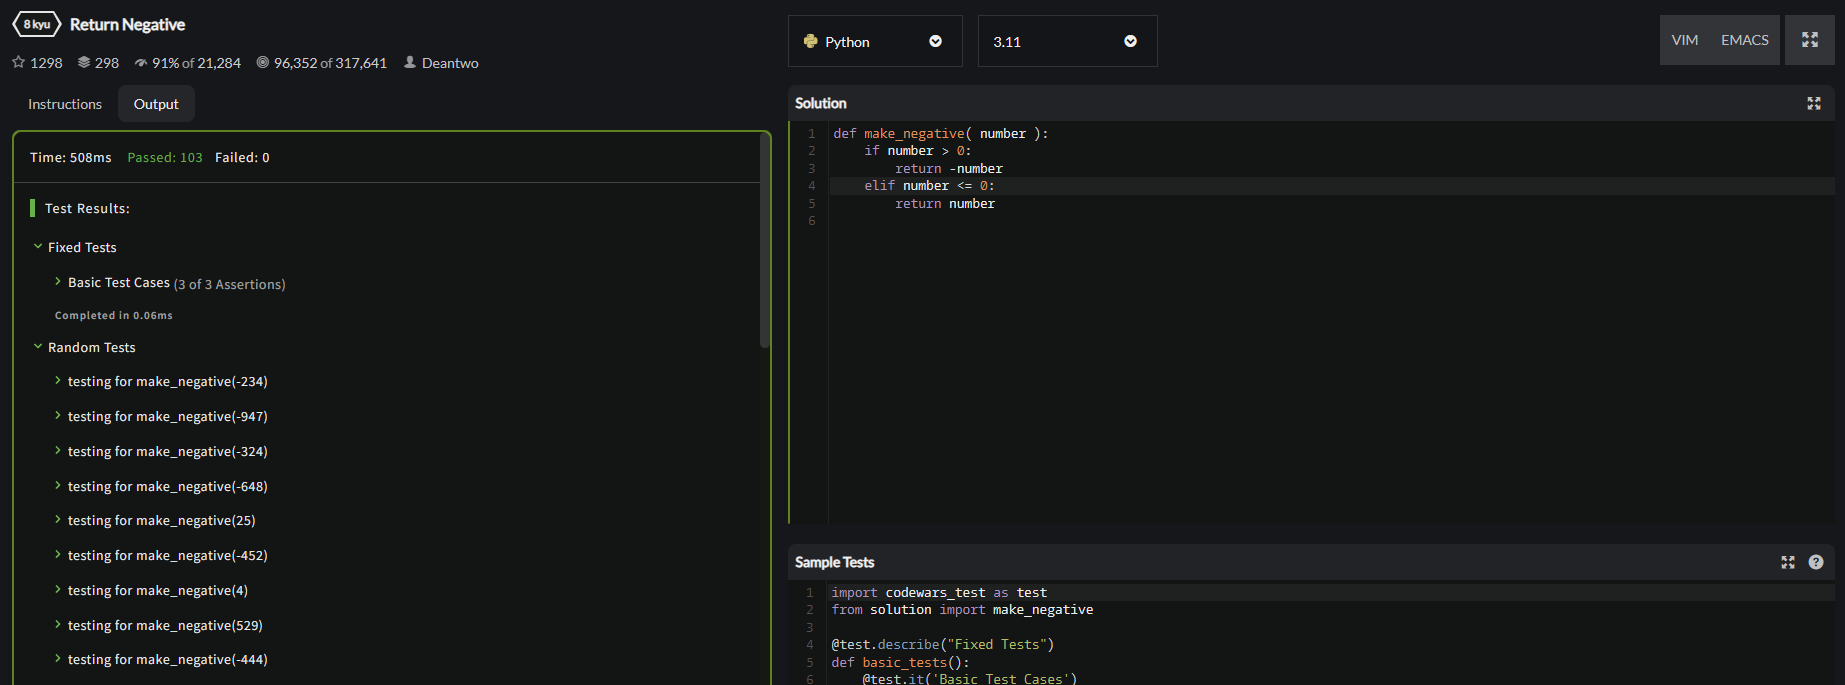 8 kyu Return Negative
1298 298 91% of 21,284 96,352 of 317,641 Deantwo
Instructions Output
Time: 508ms Passed: 103 Failed: 0
Test Results:
Fixed Tests
Basic Test Cases (3 of 3 Assertions)
Completed in 0.06ms
Random Tests
testing for make_negative(-234)
testing for make_negative(-947)
testing for make_negative(-324)
testing for make_negative(-648)
testing for make_negative(25)
testing for make_negative(-452)
testing for make_negative(4)
testing for make_negative(529)
testing for make_negative(-444)
Python 3.11 VIM EMACS
Solution
1 def make_negative( number ):
2     if number > 0:
3         return -number
4     elif number <= 0:
5         return number
6
Sample Tests
1 import codewars_test as test
2 from solution import make_negative
3
4 @test.describe("Fixed Tests")
5 def basic_tests():
6     @test.it('Basic Test Cases')